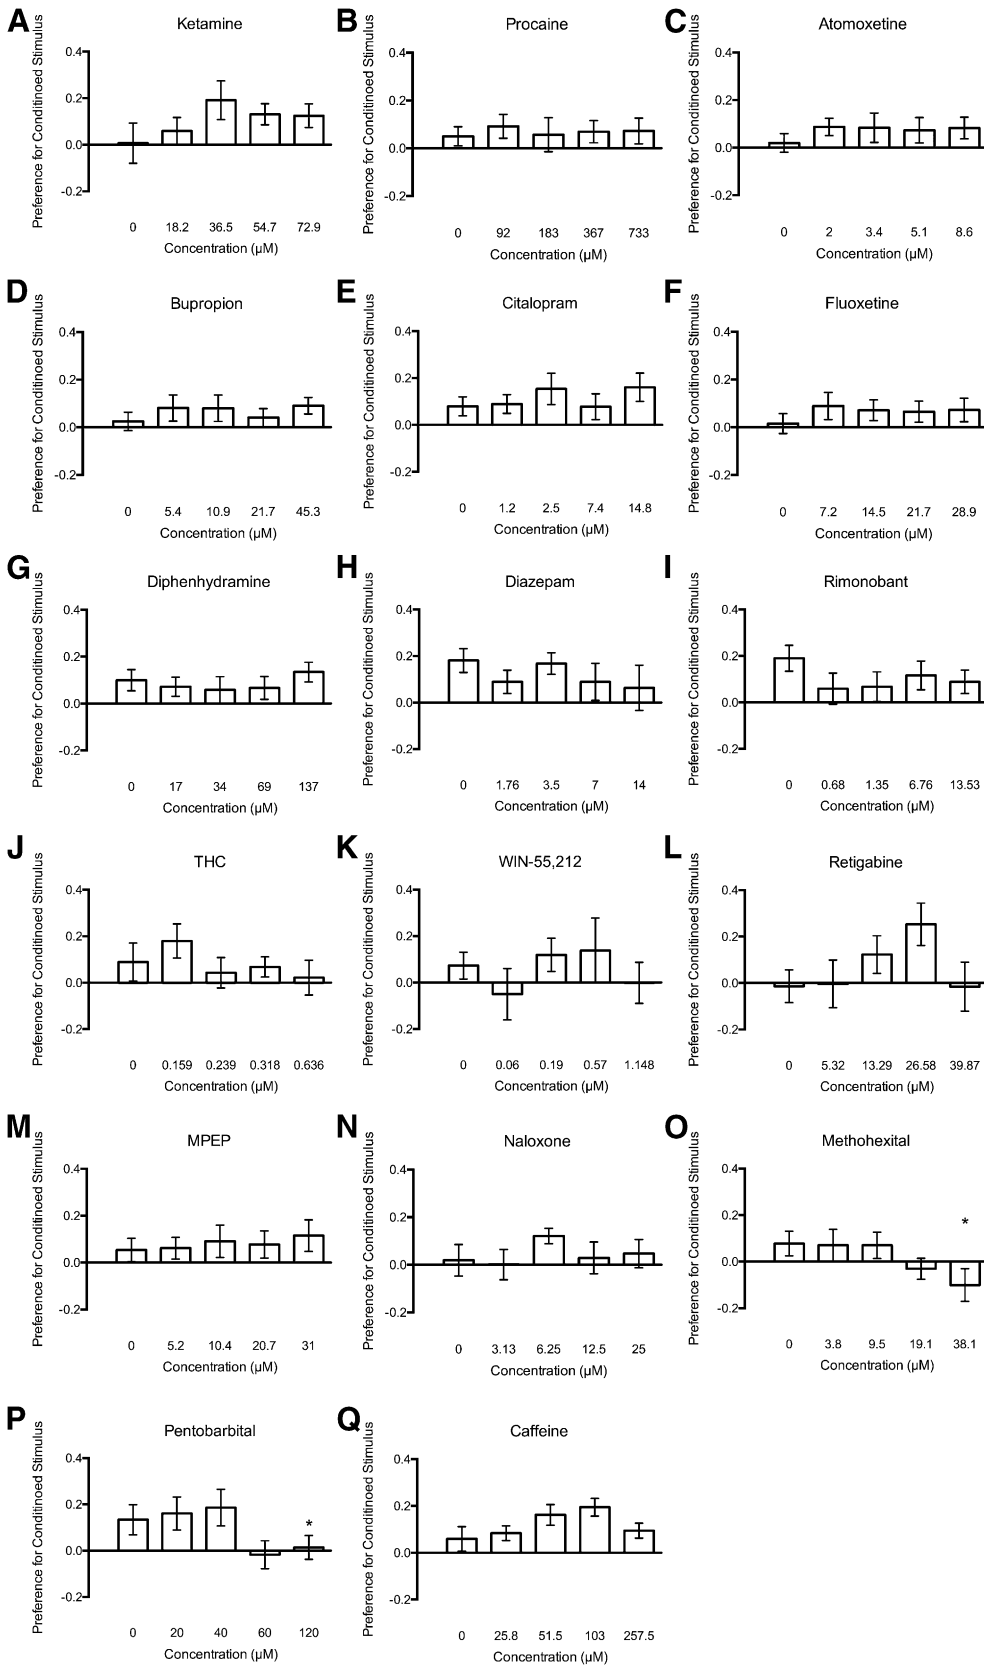 A
Ketamine
Preference for Conditinoed Stimulus
0.4
0.2
0.0
-0.2
0 18.2 36.5 54.7 72.9
Concentration (µM)
B
Procaine
Preference for Conditinoed Stimulus
0.4
0.2
0.0
-0.2
0 92 183 367 733
Concentration (µM)
C
Atomoxetine
Preference for Conditinoed Stimulus
0.4
0.2
0.0
-0.2
0 2 3.4 5.1 8.6
Concentration (µM)
D
Bupropion
Preference for Conditinoed Stimulus
0.4
0.2
0.0
-0.2
0 5.4 10.9 21.7 45.3
Concentration (µM)
E
Citalopram
Preference for Conditinoed Stimulus
0.4
0.2
0.0
-0.2
0 1.2 2.5 7.4 14.8
Concentration (µM)
F
Fluoxetine
Preference for Conditinoed Stimulus
0.4
0.2
0.0
-0.2
0 7.2 14.5 21.7 28.9
Concentration (µM)
G
Diphenhydramine
Preference for Conditinoed Stimulus
0.4
0.2
0.0
-0.2
0 17 34 69 137
Concentration (µM)
H
Diazepam
Preference for Conditinoed Stimulus
0.4
0.2
0.0
-0.2
0 1.76 3.5 7 14
Concentration (µM)
I
Rimonobant
Preference for Conditinoed Stimulus
0.4
0.2
0.0
-0.2
0 0.68 1.35 6.76 13.53
Concentration (µM)
J
THC
Preference for Conditinoed Stimulus
0.4
0.2
0.0
-0.2
0 0.159 0.239 0.318 0.636
Concentration (µM)
K
WIN-55,212
Preference for Conditinoed Stimulus
0.4
0.2
0.0
-0.2
0 0.06 0.19 0.57 1.148
Concentration (µM)
L
Retigabine
Preference for Conditinoed Stimulus
0.4
0.2
0.0
-0.2
0 5.32 13.29 26.58 39.87
Concentration (µM)
M
MPEP
Preference for Conditinoed Stimulus
0.4
0.2
0.0
-0.2
0 5.2 10.4 20.7 31
Concentration (µM)
N
Naloxone
Preference for Conditinoed Stimulus
0.4
0.2
0.0
-0.2
0 3.13 6.25 12.5 25
Concentration (µM)
O
Methohexital
Preference for Conditinoed Stimulus
0.4
0.2
0.0
-0.2
*
0 3.8 9.5 19.1 38.1
Concentration (µM)
P
Pentobarbital
Preference for Conditinoed Stimulus
0.4
0.2
0.0
-0.2
*
0 20 40 60 120
Concentration (µM)
Q
Caffeine
Preference for Conditinoed Stimulus
0.4
0.2
0.0
-0.2
0 25.8 51.5 103 257.5
Concentration (µM)